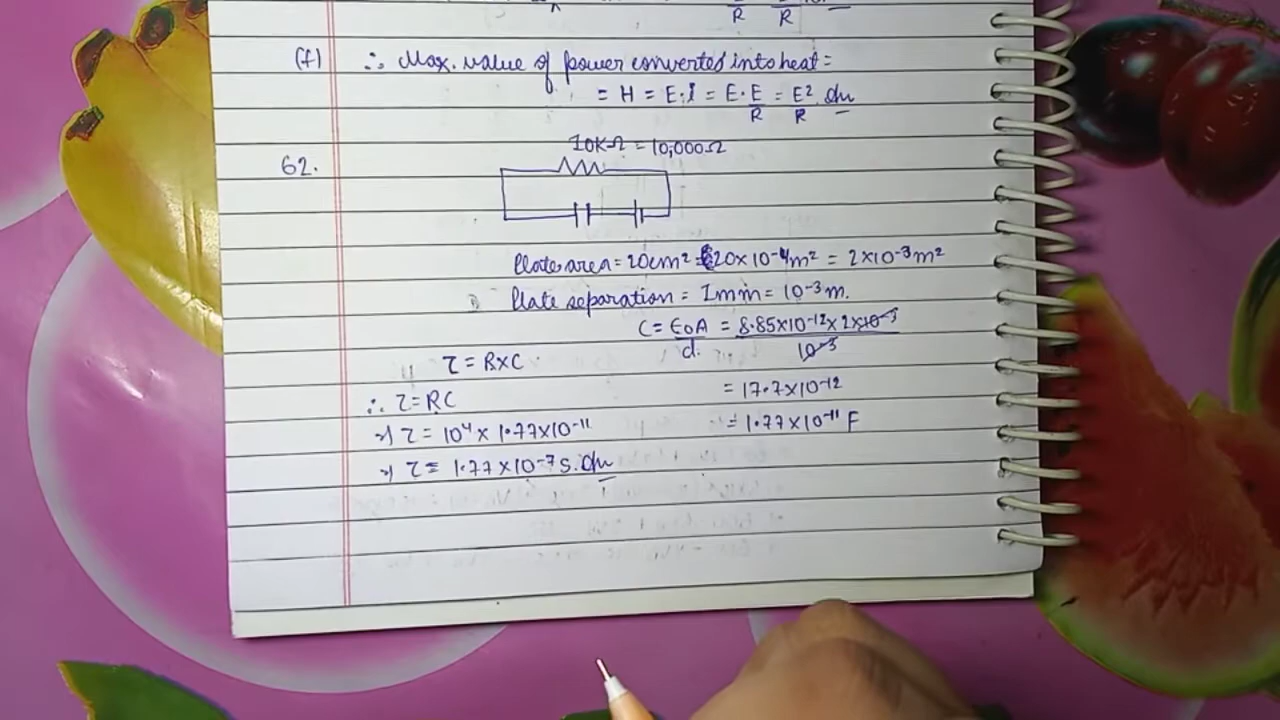 R R
(f) ∴ Max. value of power converted into heat =
= H = E·I = E·E/R = E²/R
62.
10KΩ = 10,000Ω
Plate area = 20cm² = 20×10⁻⁴m² = 2×10⁻³m²
Plate separation = 1mm = 10⁻³m.
C = ε₀A/d. = 8.85×10⁻¹²×2×10⁻³/10⁻³
τ = R×C
= 17.7×10⁻¹²
∴ τ = RC
= 1.77×10⁻¹¹ F
τ = 10⁴ × 1.77×10⁻¹¹
τ = 1.77×10⁻⁷ s.